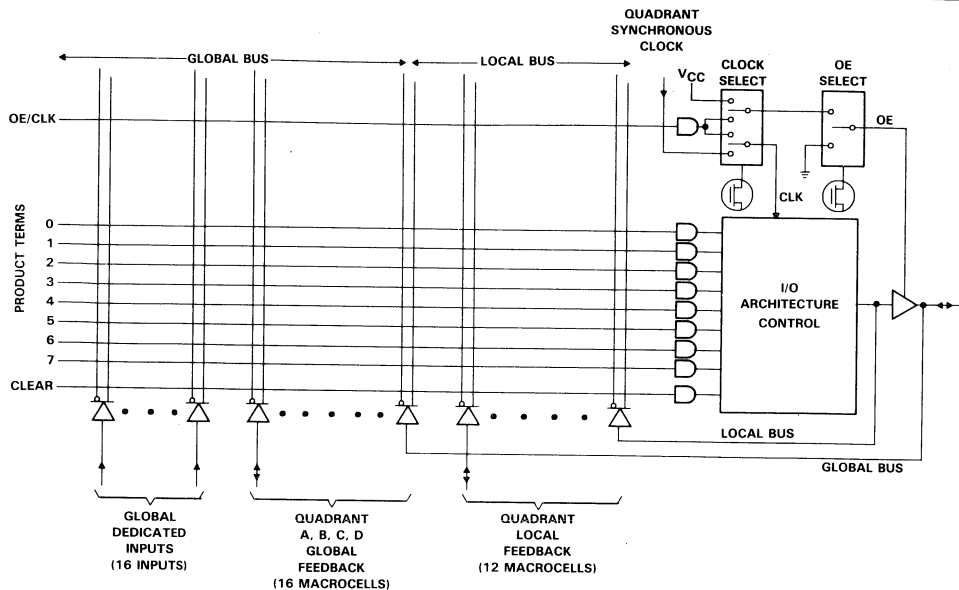 QUADRANT
SYNCHRONOUS
CLOCK
GLOBAL BUS
LOCAL BUS
VCC
CLOCK
SELECT
OE
SELECT
OE/CLK
OE
CLK
PRODUCT TERMS
0
1
2
3
4
5
6
7
CLEAR
I/O
ARCHITECTURE
CONTROL
LOCAL BUS
GLOBAL BUS
GLOBAL
DEDICATED
INPUTS
(16 INPUTS)
QUADRANT
A, B, C, D
GLOBAL
FEEDBACK
(16 MACROCELLS)
QUADRANT
LOCAL
FEEDBACK
(12 MACROCELLS)